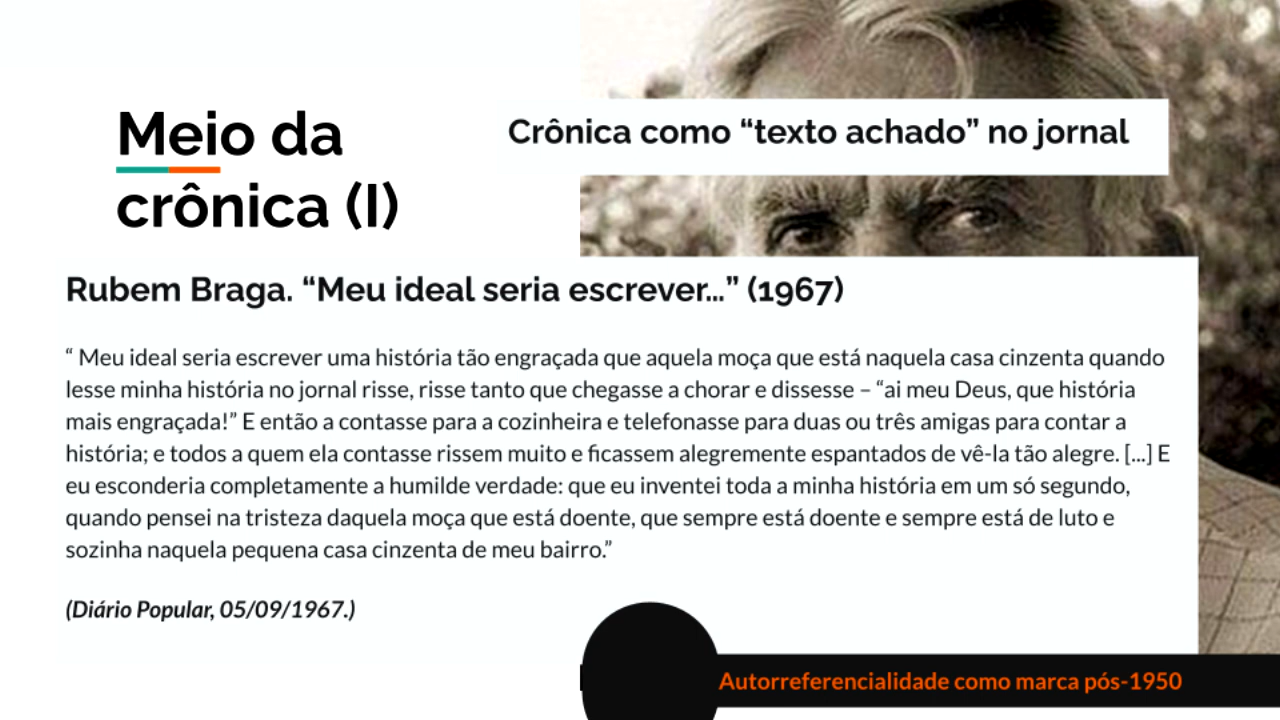 Meio da
crônica (I)
Crônica como “texto achado” no jornal
Rubem Braga. “Meu ideal seria escrever...” (1967)
“ Meu ideal seria escrever uma história tão engraçada que aquela moça que está naquela casa cinzenta quando
lesse minha história no jornal risse, risse tanto que chegasse a chorar e dissesse – “ai meu Deus, que história
mais engraçada!” E então a contasse para a cozinheira e telefonasse para duas ou três amigas para contar a
história; e todos a quem ela contasse rissem muito e ficassem alegremente espantados de vê-la tão alegre. [...] E
eu esconderia completamente a humilde verdade: que eu inventei toda a minha história em um só segundo,
quando pensei na tristeza daquela moça que está doente, que sempre está doente e sempre está de luto e
sozinha naquela pequena casa cinzenta de meu bairro.”
(Diário Popular, 05/09/1967.)
Autorreferencialidade como marca pós-1950